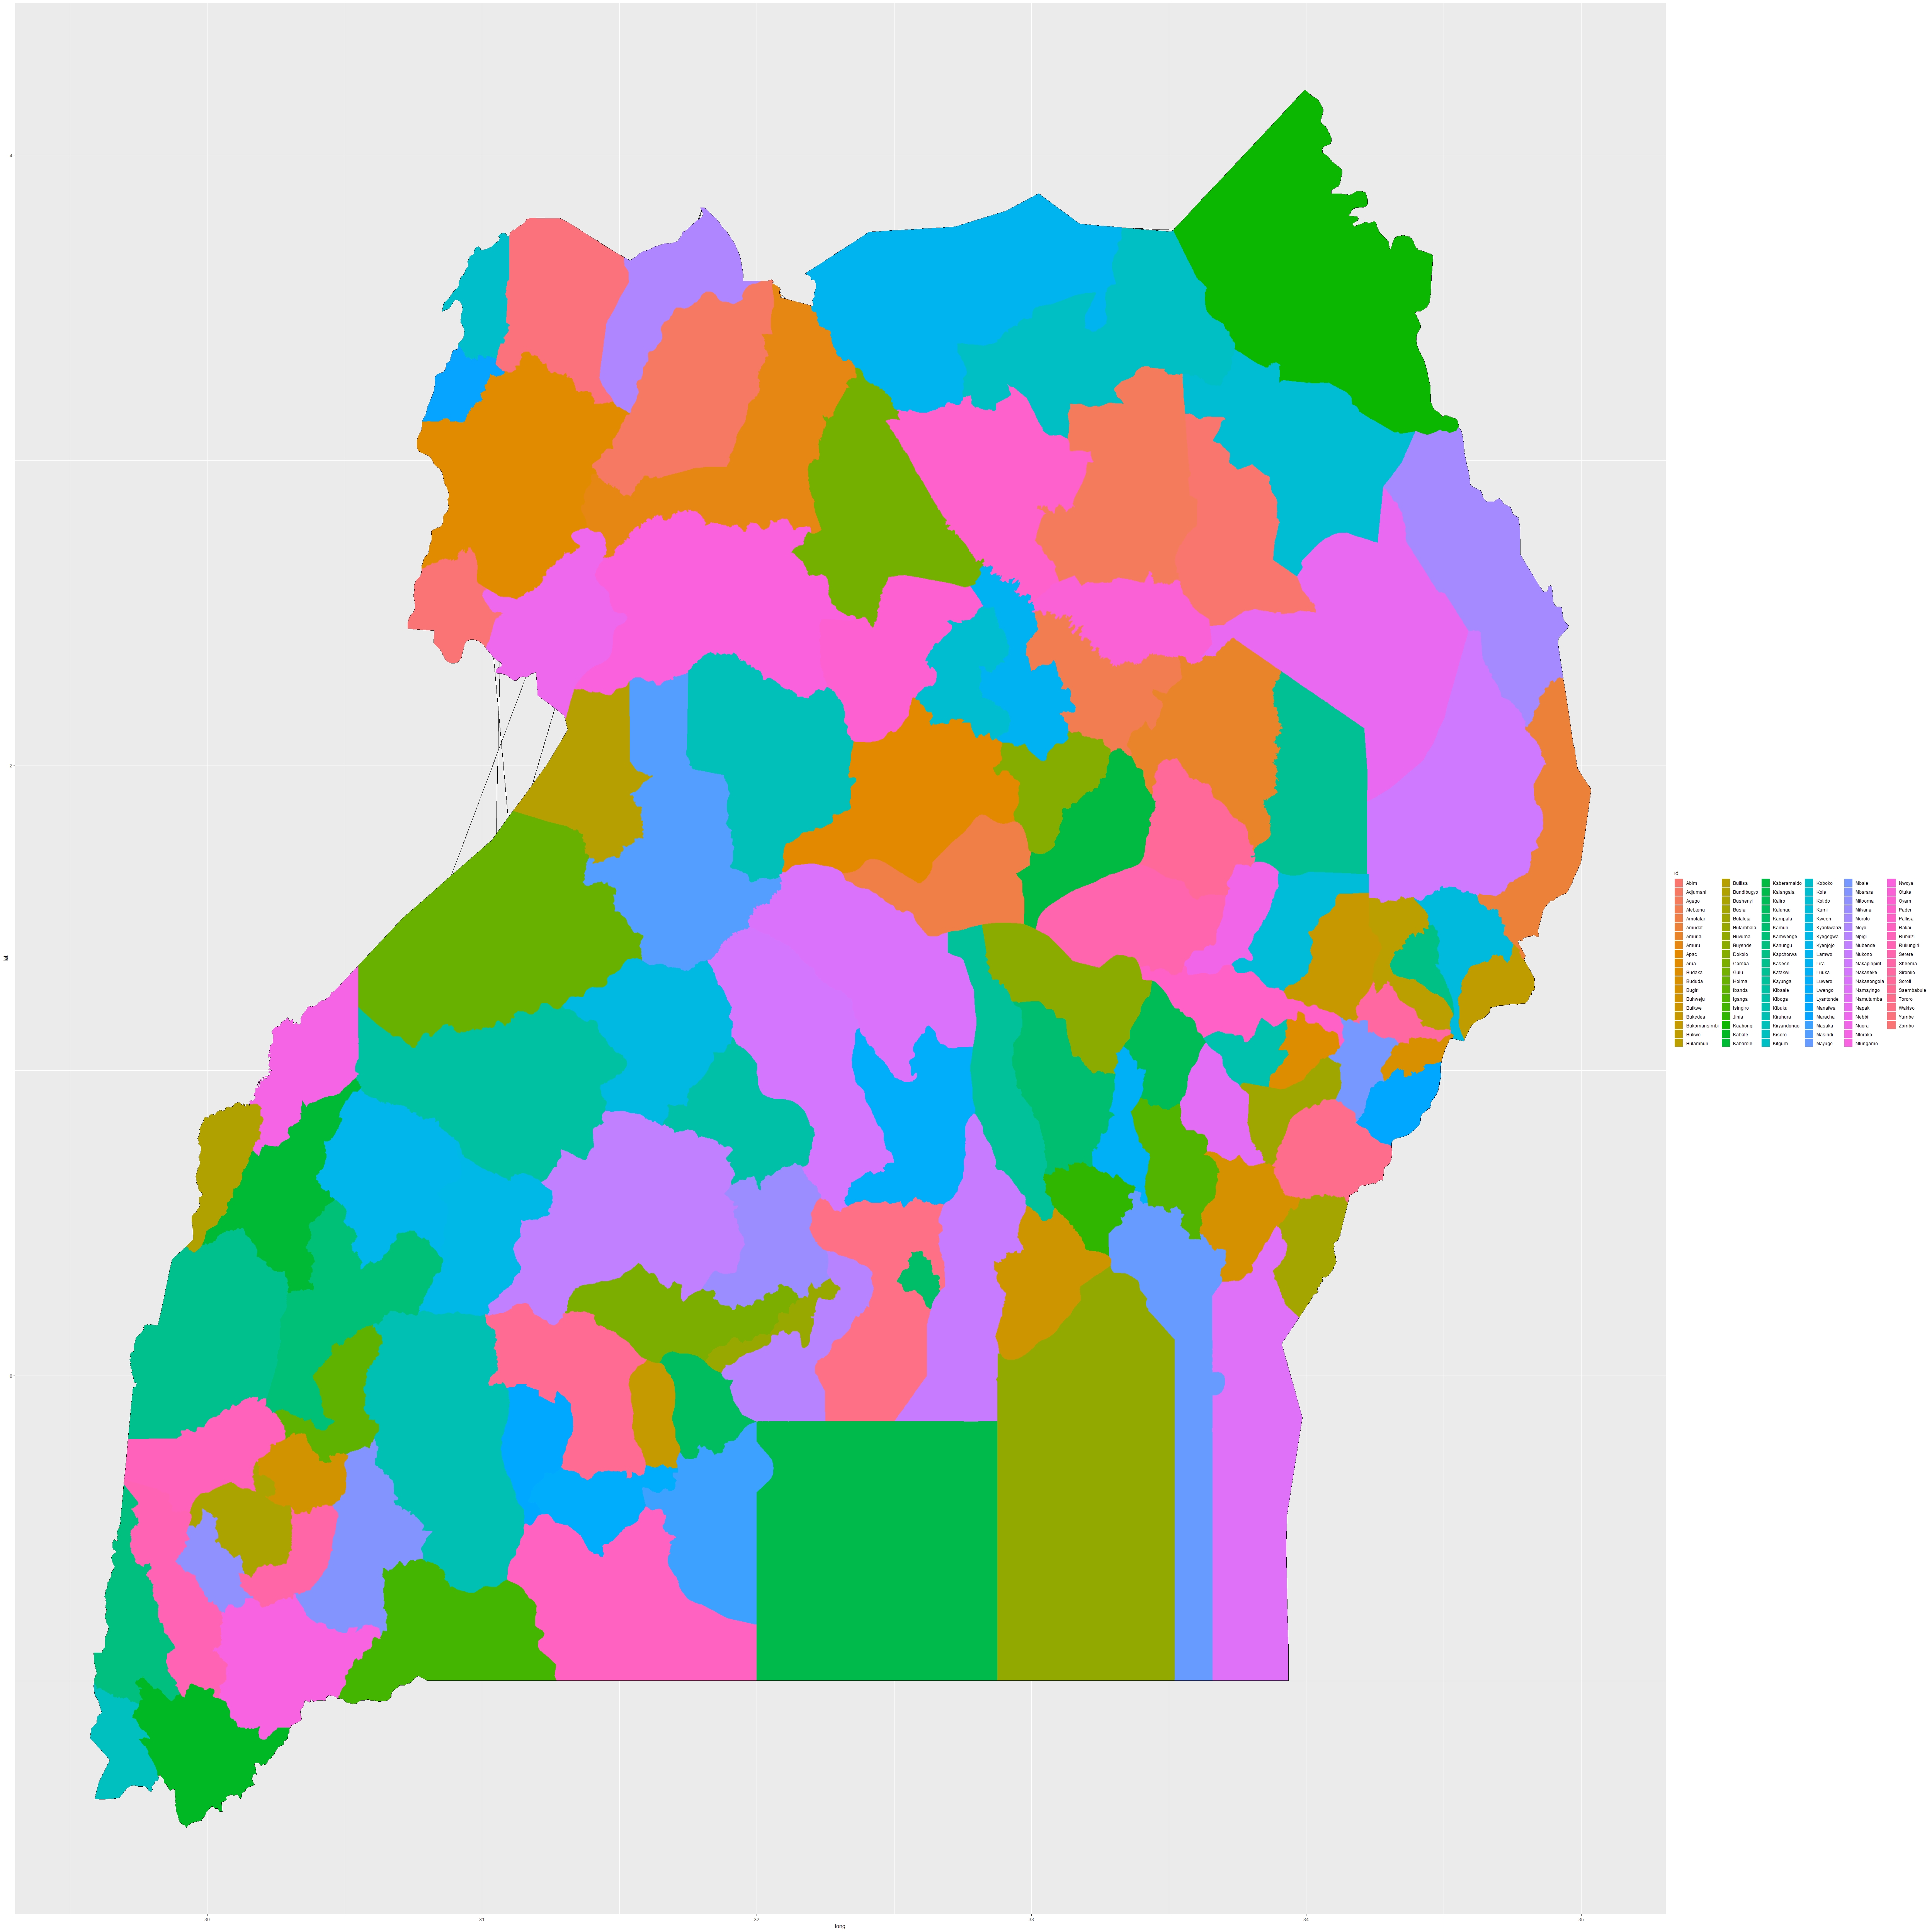 4
2
0
lat
30
31
32
33
34
35
long
id
Abim
Adjumani
Agago
Alebtong
Amolatar
Amudat
Amuria
Amuru
Apac
Arua
Budaka
Bududa
Bugiri
Buhweju
Buikwe
Bukedea
Bukomansimbi
Bukwo
Bulambuli
Buliisa
Bundibugyo
Bushenyi
Busia
Butaleja
Butambala
Buvuma
Buyende
Dokolo
Gomba
Gulu
Hoima
Ibanda
Iganga
Isingiro
Jinja
Kaabong
Kabale
Kabarole
Kaberamaido
Kalangala
Kaliro
Kalungu
Kampala
Kamuli
Kamwenge
Kanungu
Kapchorwa
Kasese
Katakwi
Kayunga
Kibaale
Kiboga
Kibuku
Kiruhura
Kiryandongo
Kisoro
Kitgum
Koboko
Kole
Kotido
Kumi
Kween
Kyankwanzi
Kyegegwa
Kyenjojo
Lamwo
Lira
Luuka
Luwero
Lwengo
Lyantonde
Manafwa
Maracha
Masaka
Masindi
Mayuge
Mbale
Mbarara
Mitooma
Mityana
Moroto
Moyo
Mpigi
Mubende
Mukono
Nakapiripirit
Nakaseke
Nakasongola
Namayingo
Namutumba
Napak
Nebbi
Ngora
Ntoroko
Ntungamo
Nwoya
Otuke
Oyam
Pader
Pallisa
Rakai
Rubirizi
Rukungiri
Serere
Sheema
Sironko
Soroti
Ssembabule
Tororo
Wakiso
Yumbe
Zombo